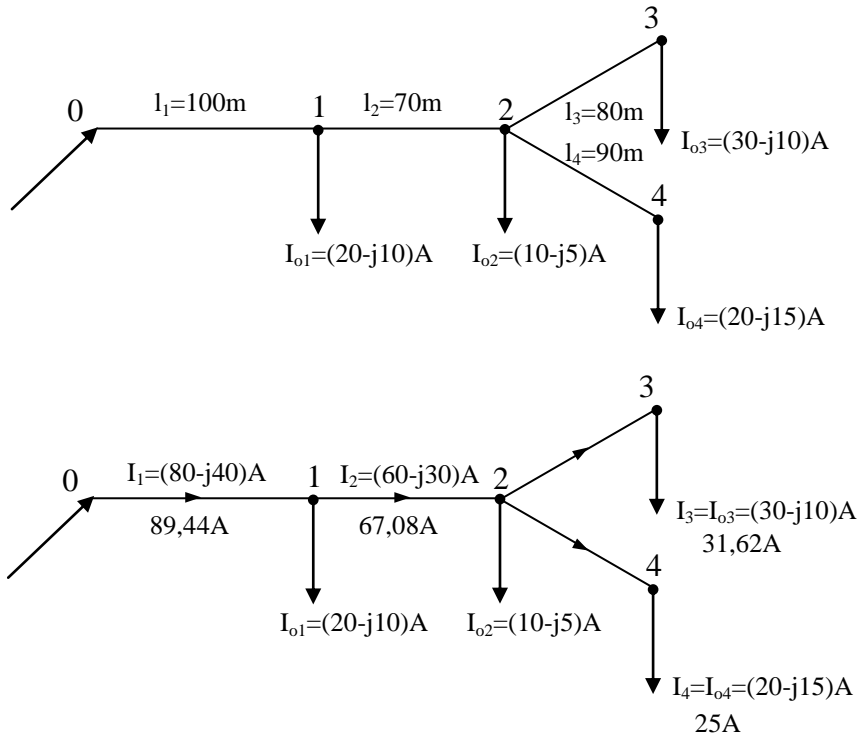 3
0
l₁=100m
1
l₂=70m
2
l₃=80m
Iₒ₃=(30-j10)A
l₄=90m
4
Iₒ₁=(20-j10)A
Iₒ₂=(10-j5)A
Iₒ₄=(20-j15)A
3
0
I₁=(80-j40)A
1
I₂=(60-j30)A
2
89,44A
67,08A
I₃=Iₒ₃=(30-j10)A
31,62A
4
Iₒ₁=(20-j10)A
Iₒ₂=(10-j5)A
I₄=Iₒ₄=(20-j15)A
25A